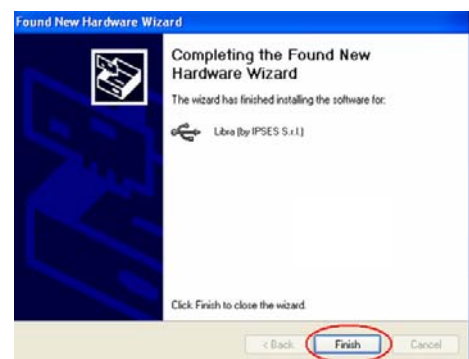 Found New Hardware Wizard
Completing the Found New
Hardware Wizard
The wizard has finished installing the software for:
Libra (by IPSES S.r.l.)
Click Finish to close the wizard.
< Back
Finish
Cancel